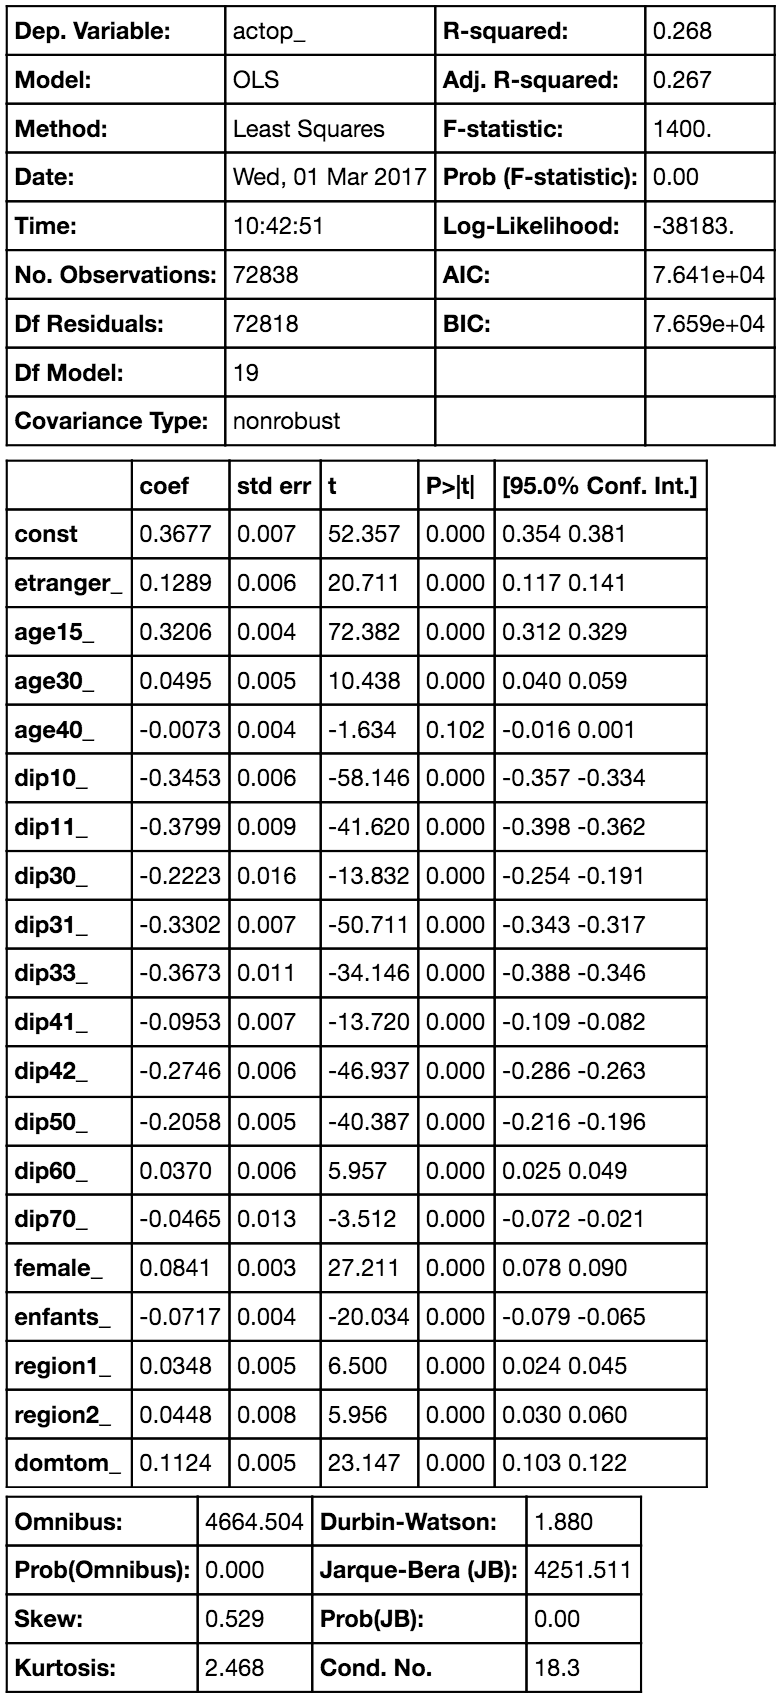 Dep. Variable: actop_ R-squared: 0.268
Model: OLS Adj. R-squared: 0.267
Method: Least Squares F-statistic: 1400.
Date: Wed, 01 Mar 2017 Prob (F-statistic): 0.00
Time: 10:42:51 Log-Likelihood: -38183.
No. Observations: 72838 AIC: 7.641e+04
Df Residuals: 72818 BIC: 7.659e+04
Df Model: 19
Covariance Type: nonrobust
coef std err t P>|t| [95.0% Conf. Int.]
const 0.3677 0.007 52.357 0.000 0.354 0.381
etranger_ 0.1289 0.006 20.711 0.000 0.117 0.141
age15_ 0.3206 0.004 72.382 0.000 0.312 0.329
age30_ 0.0495 0.005 10.438 0.000 0.040 0.059
age40_ -0.0073 0.004 -1.634 0.102 -0.016 0.001
dip10_ -0.3453 0.006 -58.146 0.000 -0.357 -0.334
dip11_ -0.3799 0.009 -41.620 0.000 -0.398 -0.362
dip30_ -0.2223 0.016 -13.832 0.000 -0.254 -0.191
dip31_ -0.3302 0.007 -50.711 0.000 -0.343 -0.317
dip33_ -0.3673 0.011 -34.146 0.000 -0.388 -0.346
dip41_ -0.0953 0.007 -13.720 0.000 -0.109 -0.082
dip42_ -0.2746 0.006 -46.937 0.000 -0.286 -0.263
dip50_ -0.2058 0.005 -40.387 0.000 -0.216 -0.196
dip60_ 0.0370 0.006 5.957 0.000 0.025 0.049
dip70_ -0.0465 0.013 -3.512 0.000 -0.072 -0.021
female_ 0.0841 0.003 27.211 0.000 0.078 0.090
enfants_ -0.0717 0.004 -20.034 0.000 -0.079 -0.065
region1_ 0.0348 0.005 6.500 0.000 0.024 0.045
region2_ 0.0448 0.008 5.956 0.000 0.030 0.060
domtom_ 0.1124 0.005 23.147 0.000 0.103 0.122
Omnibus: 4664.504 Durbin-Watson: 1.880
Prob(Omnibus): 0.000 Jarque-Bera (JB): 4251.511
Skew: 0.529 Prob(JB): 0.00
Kurtosis: 2.468 Cond. No. 18.3